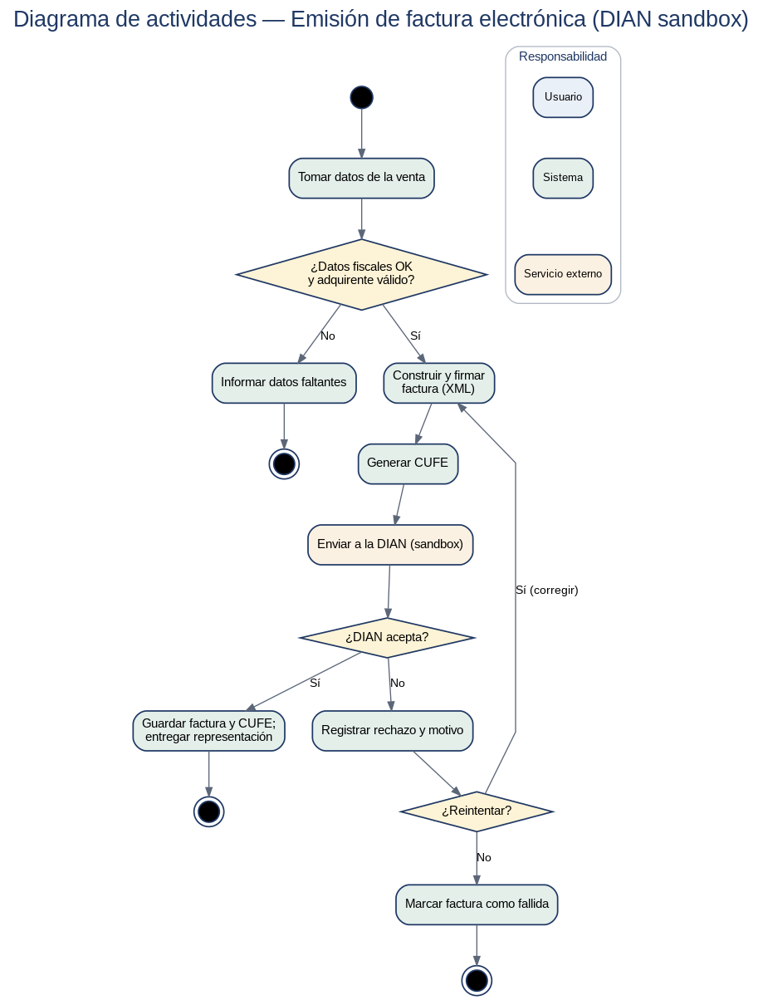 Diagrama de actividades — Emisión de factura electrónica (DIAN sandbox)
Responsabilidad
Usuario
Sistema
Servicio externo
Tomar datos de la venta
¿Datos fiscales OK
y adquirente válido?
No
Sí
Informar datos faltantes
Construir y firmar
factura (XML)
Generar CUFE
Enviar a la DIAN (sandbox)
Sí (corregir)
¿DIAN acepta?
Sí
No
Guardar factura y CUFE;
entregar representación
Registrar rechazo y motivo
¿Reintentar?
No
Marcar factura como fallida